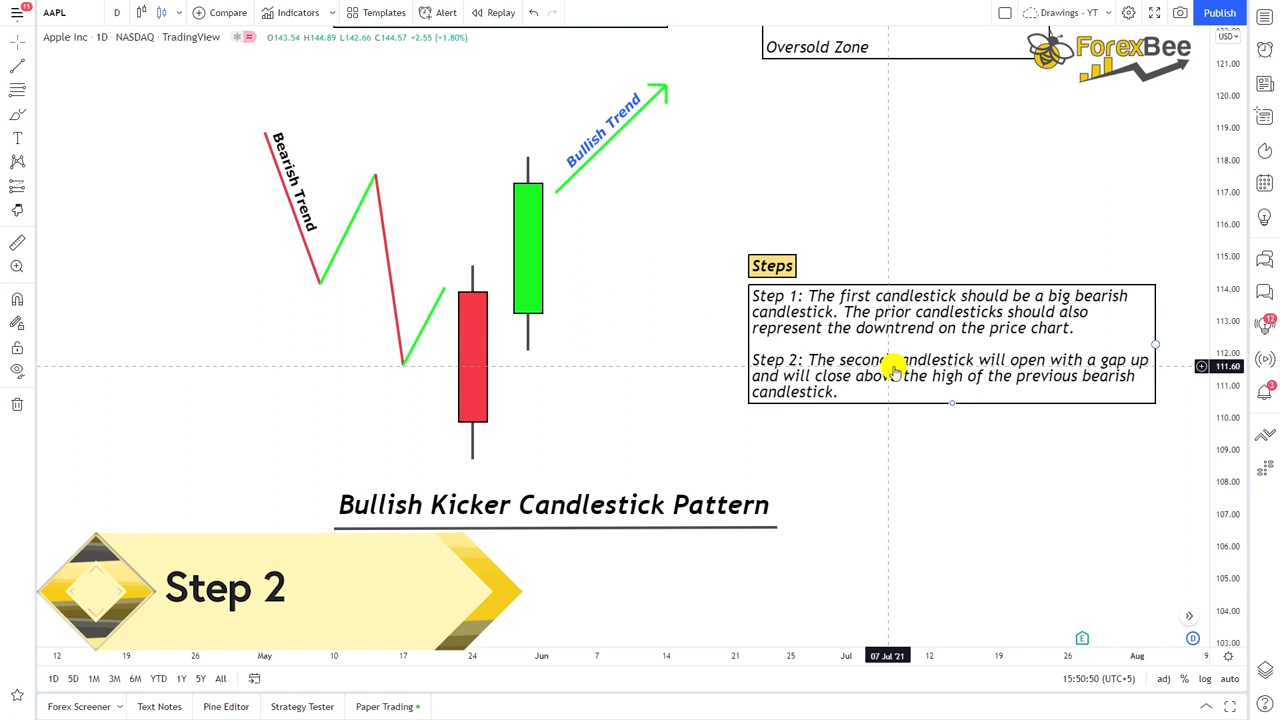 11
AAPL
D
Compare
Indicators
Templates
Alert
Replay
Drawings - YT
Publish
Apple Inc · 1D · NASDAQ · TradingView
O143.54 H144.89 L142.66 C144.57 +2.55 (+1.80%)
Oversold Zone
ForexBee
USD
121.00
120.00
119.00
118.00
117.00
116.00
115.00
114.00
113.00
112.00
111.60
111.00
110.00
109.00
108.00
107.00
106.00
105.00
104.00
103.00
Bearish Trend
Bullish Trend
Steps
Step 1: The first candlestick should be a big bearish
candlestick. The prior candlesticks should also
represent the downtrend on the price chart.
Step 2: The second candlestick will open with a gap up
and will close above the high of the previous bearish
candlestick.
Bullish Kicker Candlestick Pattern
Step 2
E
D
12
3
12 19 26 May 10 17 24 Jun 7 14 21 25 Jul 07 Jul '21 12 19 26 Aug 9
1D 5D 1M 3M 6M YTD 1Y 5Y All
15:50:50 (UTC+5) adj % log auto
Forex Screener Text Notes Pine Editor Strategy Tester Paper Trading